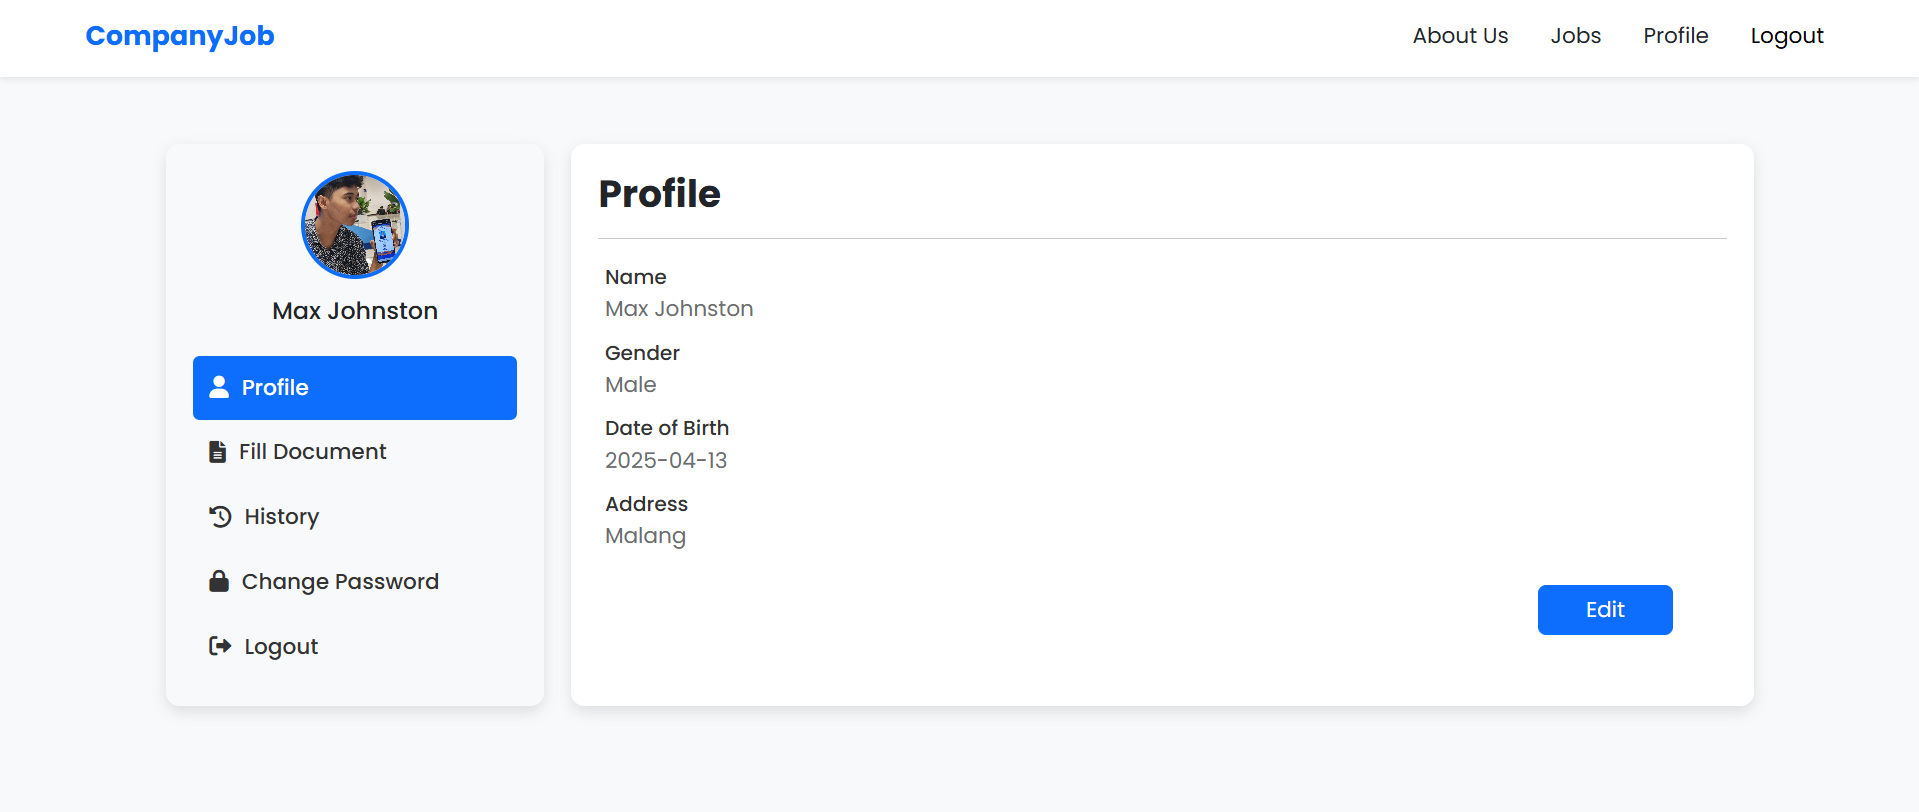 CompanyJob
About Us
Jobs
Profile
Logout
Max Johnston
Profile
Fill Document
History
Change Password
Logout
Profile
Name
Max Johnston
Gender
Male
Date of Birth
2025-04-13
Address
Malang
Edit